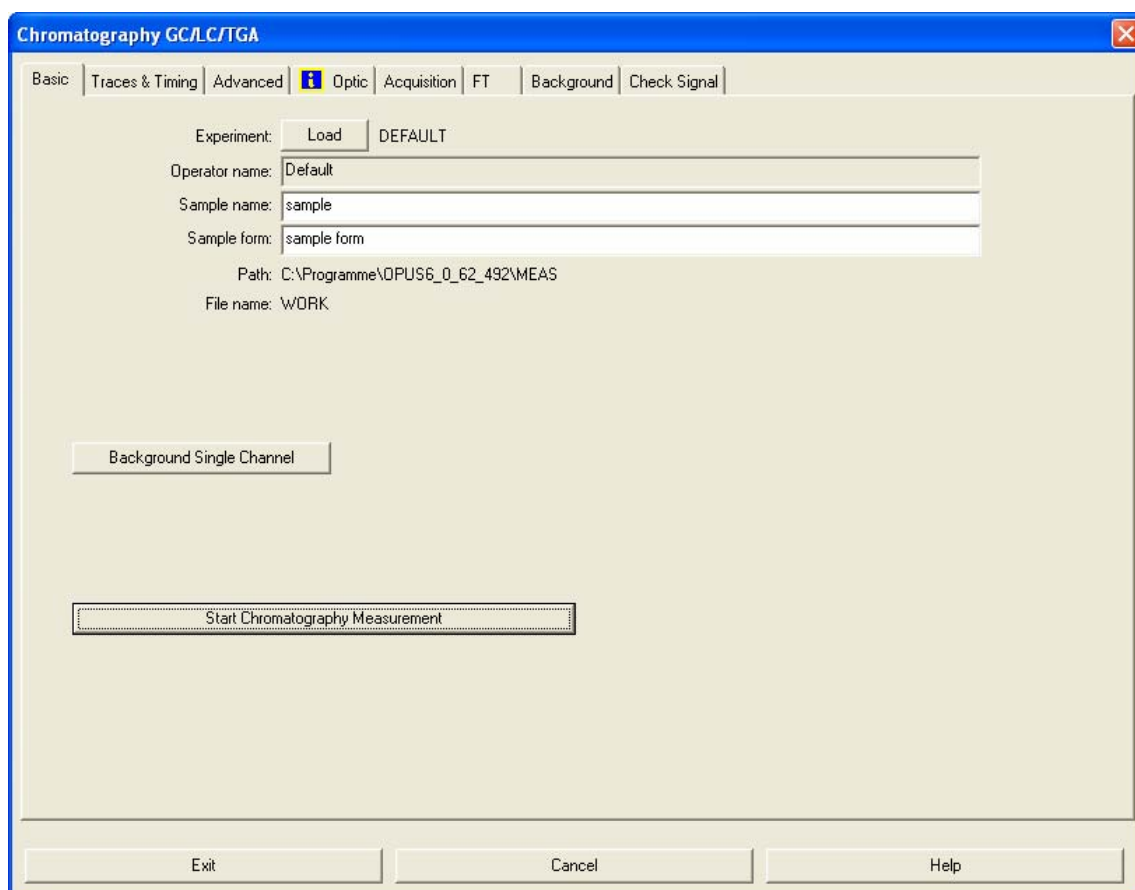 Chromatography GC/LC/TGA
Basic Traces & Timing Advanced i Optic Acquisition FT Background Check Signal
Experiment: Load DEFAULT
Operator name: Default
Sample name: sample
Sample form: sample form
Path: C:\Programme\OPUS6_0_62_492\MEAS
File name: WORK
Background Single Channel
Start Chromatography Measurement
Exit Cancel Help